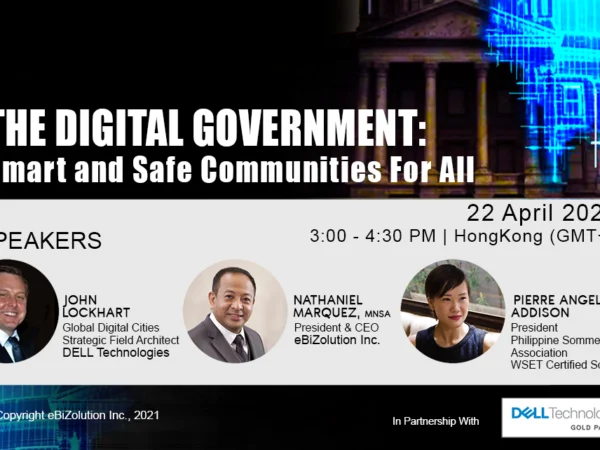 THE DIGITAL GOVERNMENT:
mart and Safe Communities For All
22 April 202
PEAKERS
3:00 - 4:30 PM | HongKong (GMT+
JOHN
LOCKHART
Global Digital Cities
Strategic Field Architect
DELL Technologies
NATHANIEL
MARQUEZ, MNSA
President & CEO
eBiZolution Inc.
PIERRE ANGEL
ADDISON
President
Philippine Somme
Association
WSET Certified So
Copyright eBiZolution Inc., 2021
In Partnership With
DELLTechnolo
GOLD PA